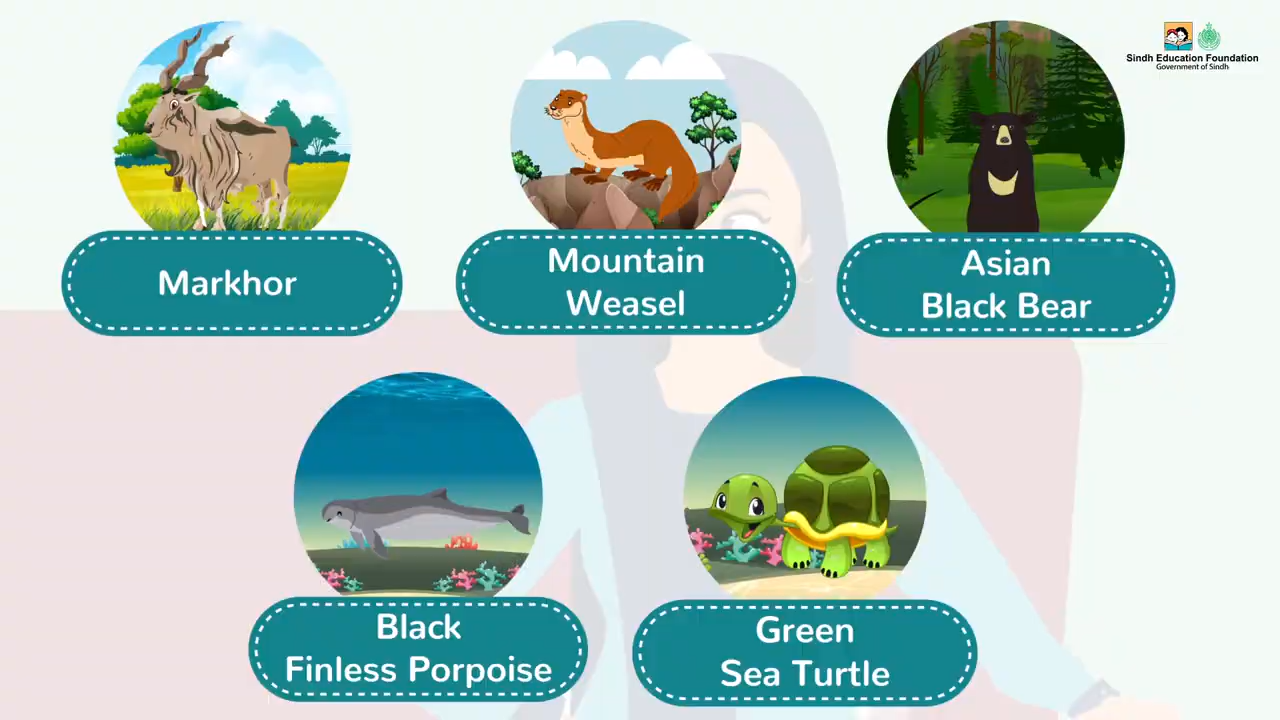 Sindh Education Foundation
Government of Sindh
Markhor
Mountain
Weasel
Asian
Black Bear
Black
Finless Porpoise
Green
Sea Turtle